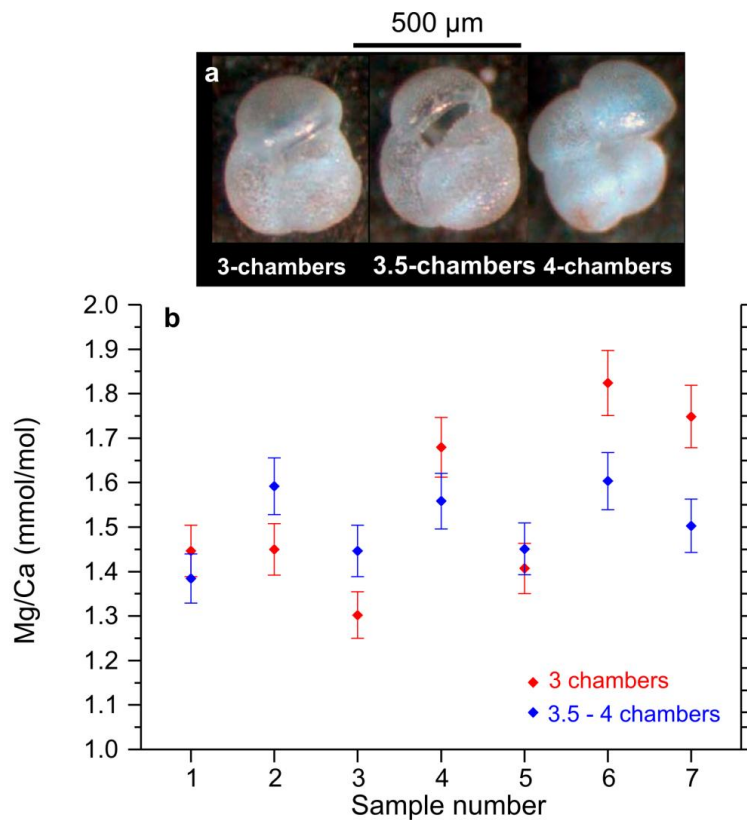 500 µm
a
3-chambers 3.5-chambers 4-chambers
b
2.0
1.9
1.8
1.7
1.6
1.5
1.4
1.3
1.2
1.1
1.0
Mg/Ca (mmol/mol)
3 chambers
3.5 - 4 chambers
1 2 3 4 5 6 7
Sample number